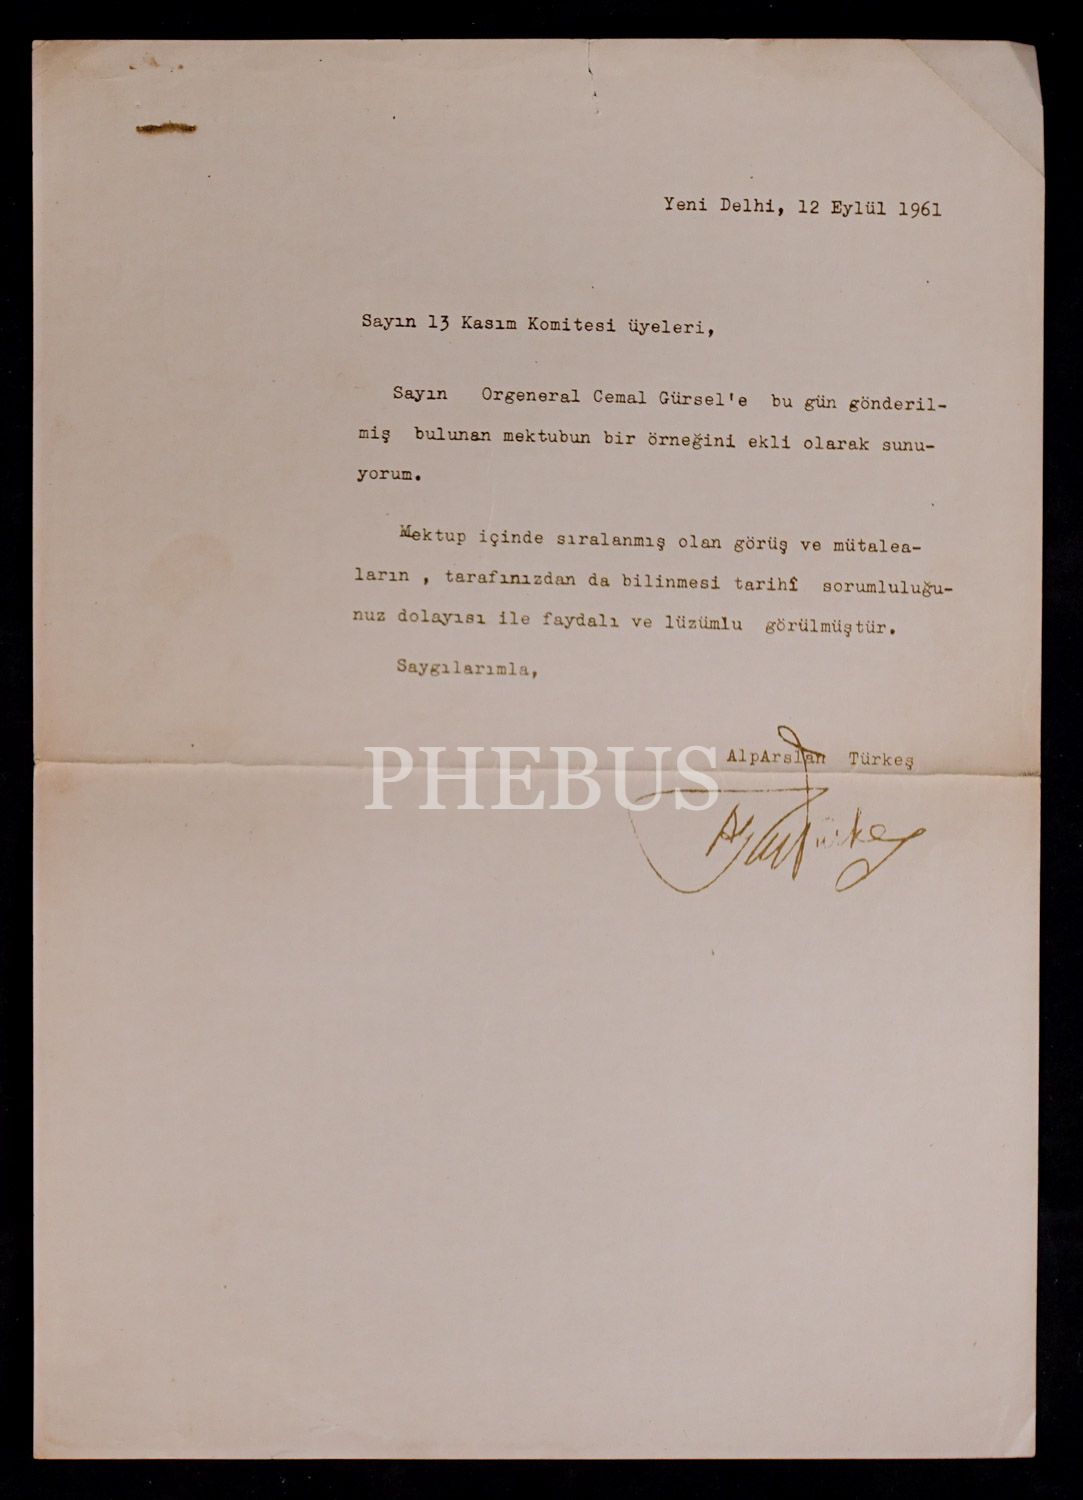 Yeni Delhi, 12 Eylül 1961
Sayın 13 Kasım Komitesi üyeleri,
Sayın Orgeneral Cemal Gürsel'e bu gün gönderil-
miş bulunan mektubun bir örneğini ekli olarak sunu-
yorum.
Mektup içinde sıralanmış olan görüş ve mütalea-
ların , tarafınızdan da bilinmesi tarihî sorumluluğu-
nuz dolayısı ile faydalı ve lüzümlu görülmüştür.
Saygılarımla,
AlpArslan Türkeş
PHEBUS